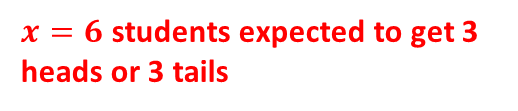 x = 6 students expected to get 3
heads or 3 tails